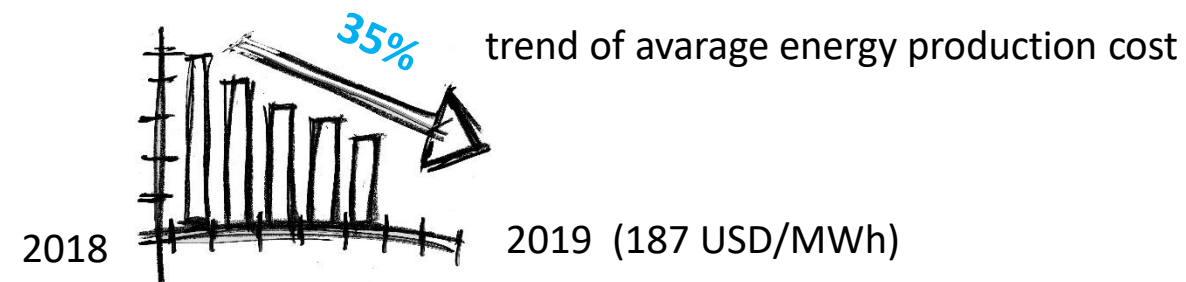 35%
trend of avarage energy production cost
2018
2019 (187 USD/MWh)